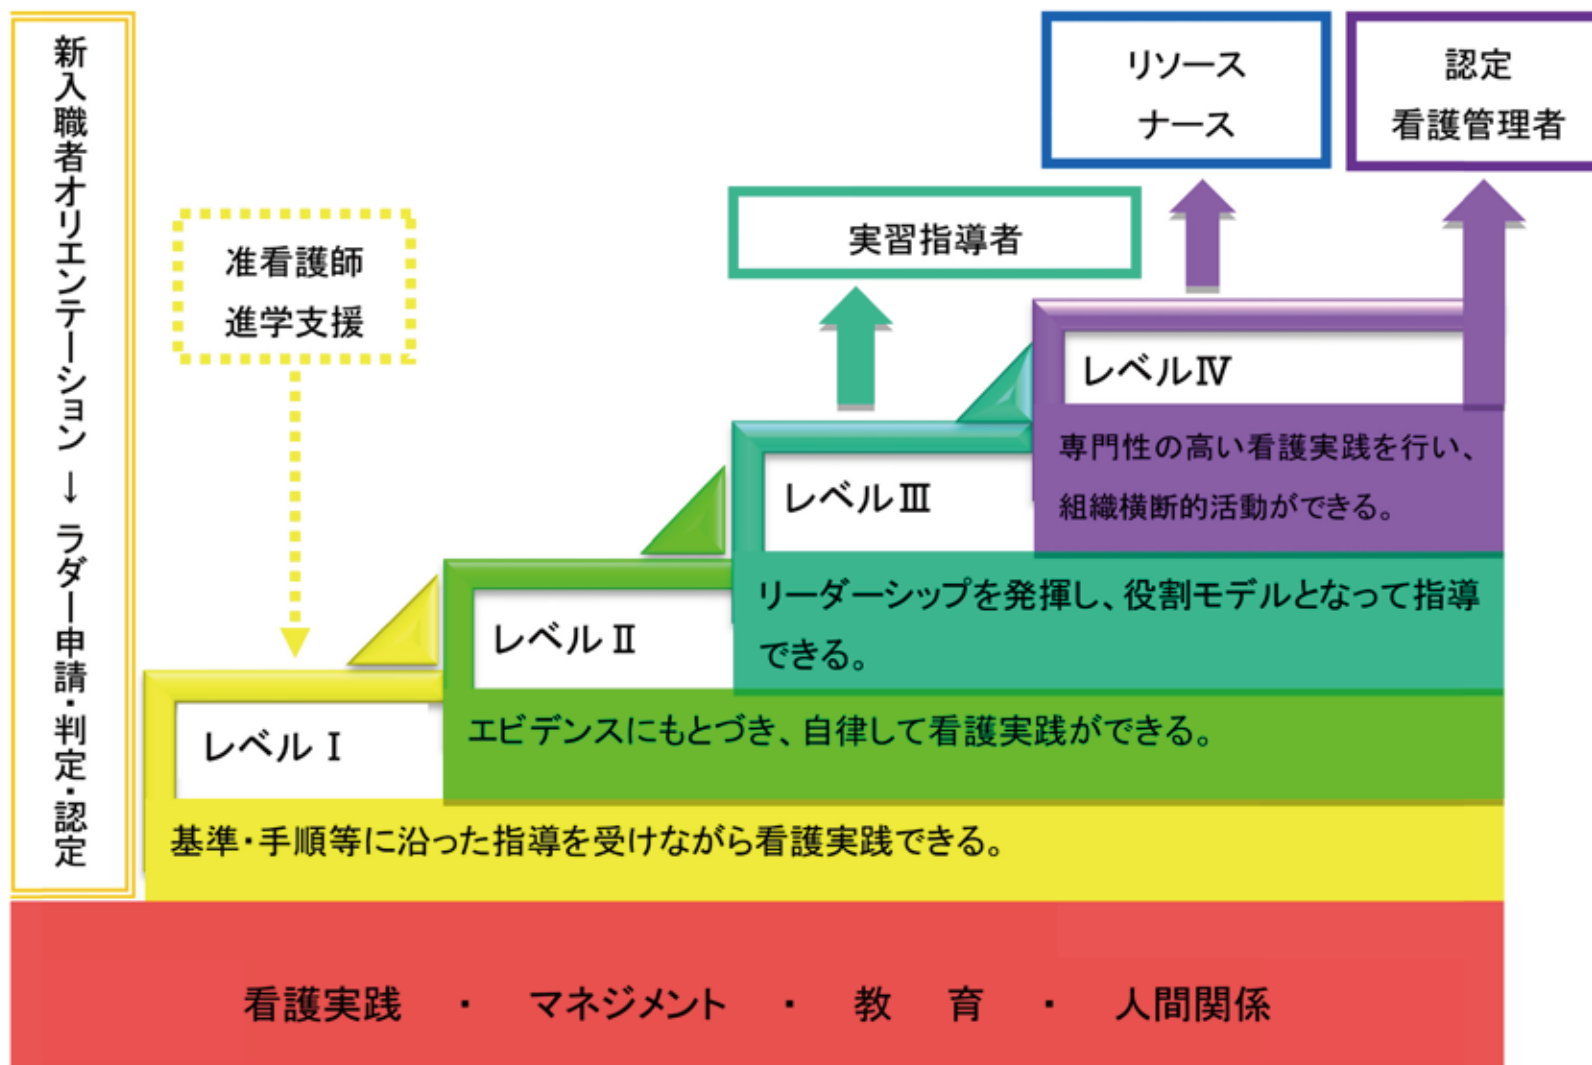 新入職者オリエンテーション → ラダー申請・判定・認定
リソース
ナース
認定
看護管理者
実習指導者
准看護師
進学支援
レベルⅣ
専門性の高い看護実践を行い、
組織横断的活動ができる。
レベルⅢ
リーダーシップを発揮し、役割モデルとなって指導
できる。
レベルⅡ
エビデンスにもとづき、自律して看護実践ができる。
レベルⅠ
基準・手順等に沿った指導を受けながら看護実践できる。
看護実践 ・ マネジメント ・ 教 育 ・ 人間関係